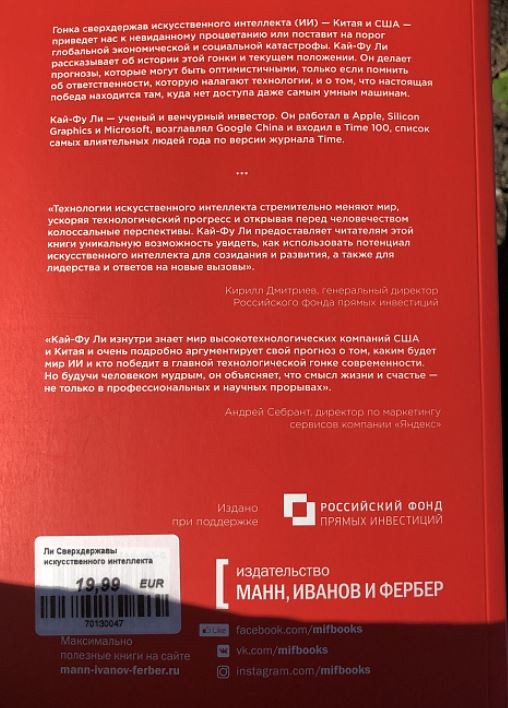 Гонка сверхдержав искусственного интеллекта (ИИ) — Китая и США —
приведет нас к невиданному процветанию или поставит на порог
глобальной экономической и социальной катастрофы. Кай-Фу Ли
рассказывает об истории этой гонки и текущем положении. Он делает
прогнозы, которые могут быть оптимистичными, только если помнить
об ответственности, которую налагают технологии, и о том, что настоящая
победа находится там, куда нет доступа даже самым умным машинам.
Кай-Фу Ли — ученый и венчурный инвестор. Он работал в Apple, Silicon
Graphics и Microsoft, возглавлял Google China и входил в Time 100, список
самых влиятельных людей года по версии журнала Time.
***
«Технологии искусственного интеллекта стремительно меняют мир,
ускоряя технологический прогресс и открывая перед человечеством
колоссальные перспективы. Кай-Фу Ли предоставляет читателям этой
книги уникальную возможность увидеть, как использовать потенциал
искусственного интеллекта для созидания и развития, а также для
лидерства и ответов на новые вызовы».
Кирилл Дмитриев, генеральный директор
Российского фонда прямых инвестиций
«Кай-Фу Ли изнутри знает мир высокотехнологических компаний США
и Китая и очень подробно аргументирует свой прогноз о том, каким будет
мир ИИ и кто победит в главной технологической гонке современности.
Но будучи человеком мудрым, он объясняет, что смысл жизни и счастье —
не только в профессиональных и научных прорывах».
Андрей Себрант, директор по маркетингу
сервисов компании «Яндекс»
Издано
при поддержке
РОССИЙСКИЙ ФОНД
ПРЯМЫХ ИНВЕСТИЦИЙ
Ли Сверхдержавы
искусственного интеллекта
19,99 EUR
70130047
издательство
МАНН, ИВАНОВ И ФЕРБЕР
Максимально
полезные книги на сайте
mann-ivanov-ferber.ru
Like facebook.com/mifbooks
vk.com/mifbooks
instagram.com/mifbooks